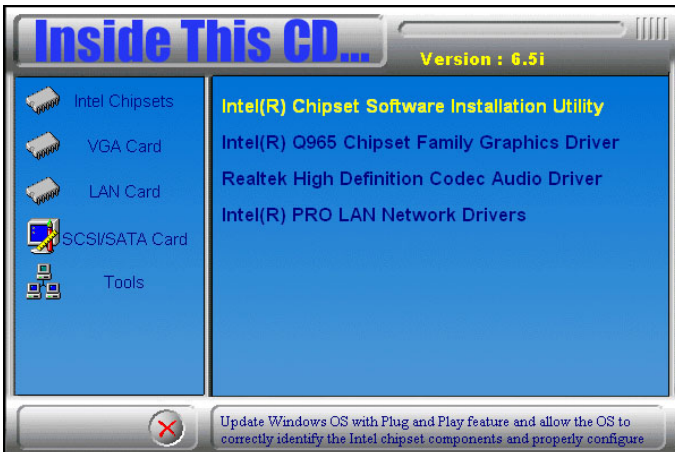 Inside This CD...
Version : 6.5i
Intel Chipsets
VGA Card
LAN Card
SCSI/SATA Card
Tools
Intel(R) Chipset Software Installation Utility
Intel(R) Q965 Chipset Family Graphics Driver
Realtek High Definition Codec Audio Driver
Intel(R) PRO LAN Network Drivers
Update Windows OS with Plug and Play feature and allow the OS to
correctly identify the Intel chipset components and properly configure